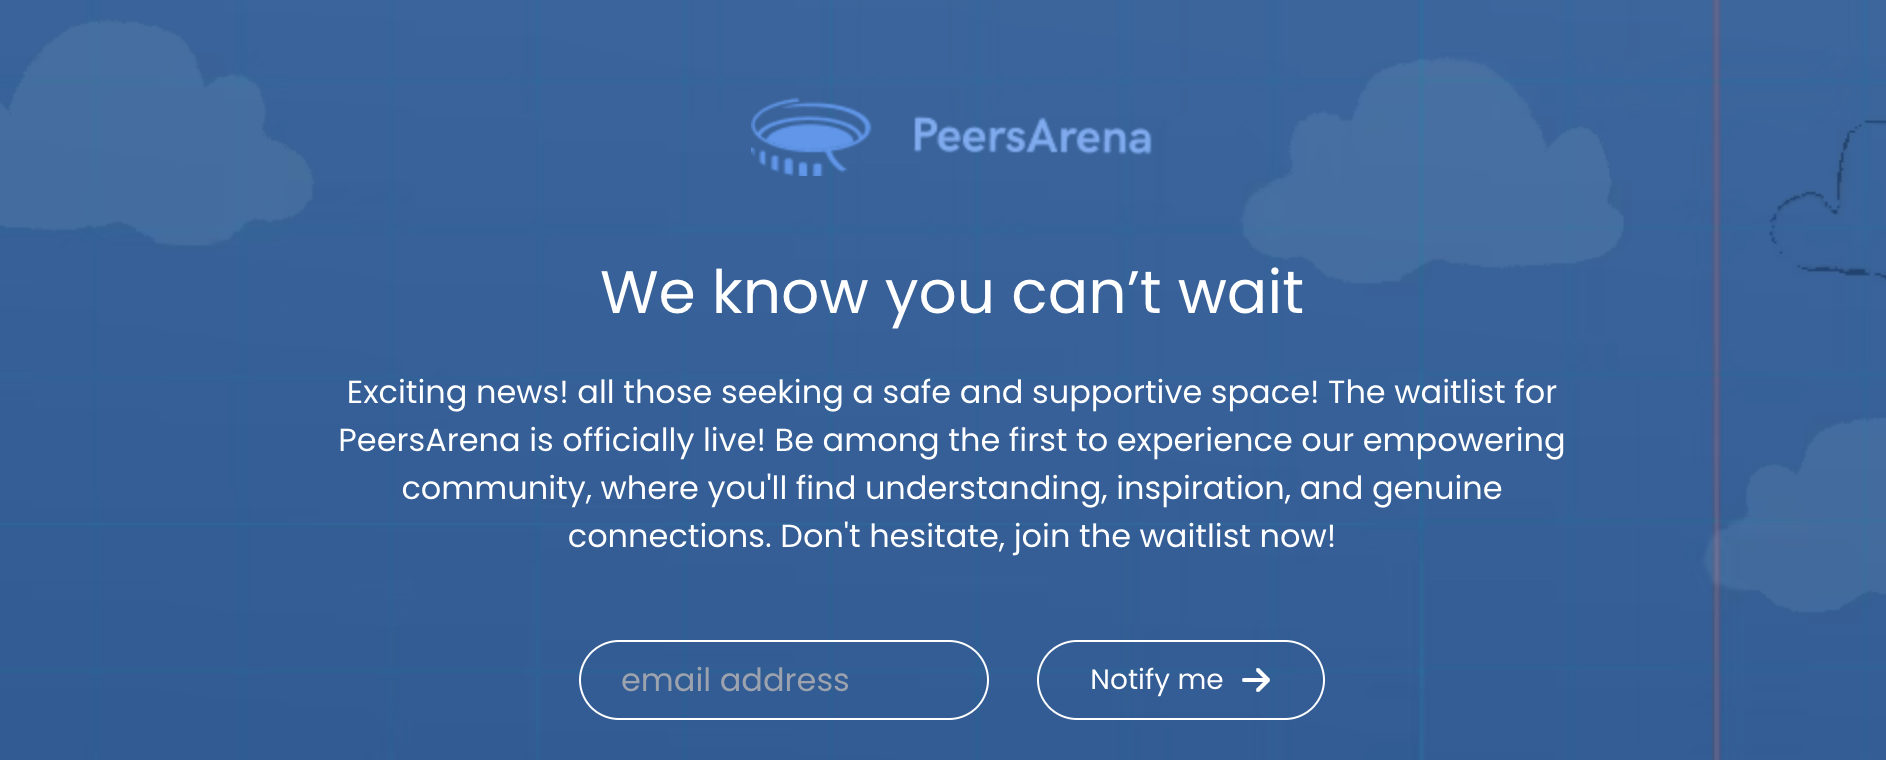 PeersArena
We know you can’t wait
Exciting news! all those seeking a safe and supportive space! The waitlist for
PeersArena is officially live! Be among the first to experience our empowering
community, where you'll find understanding, inspiration, and genuine
connections. Don't hesitate, join the waitlist now!
email address
Notify me